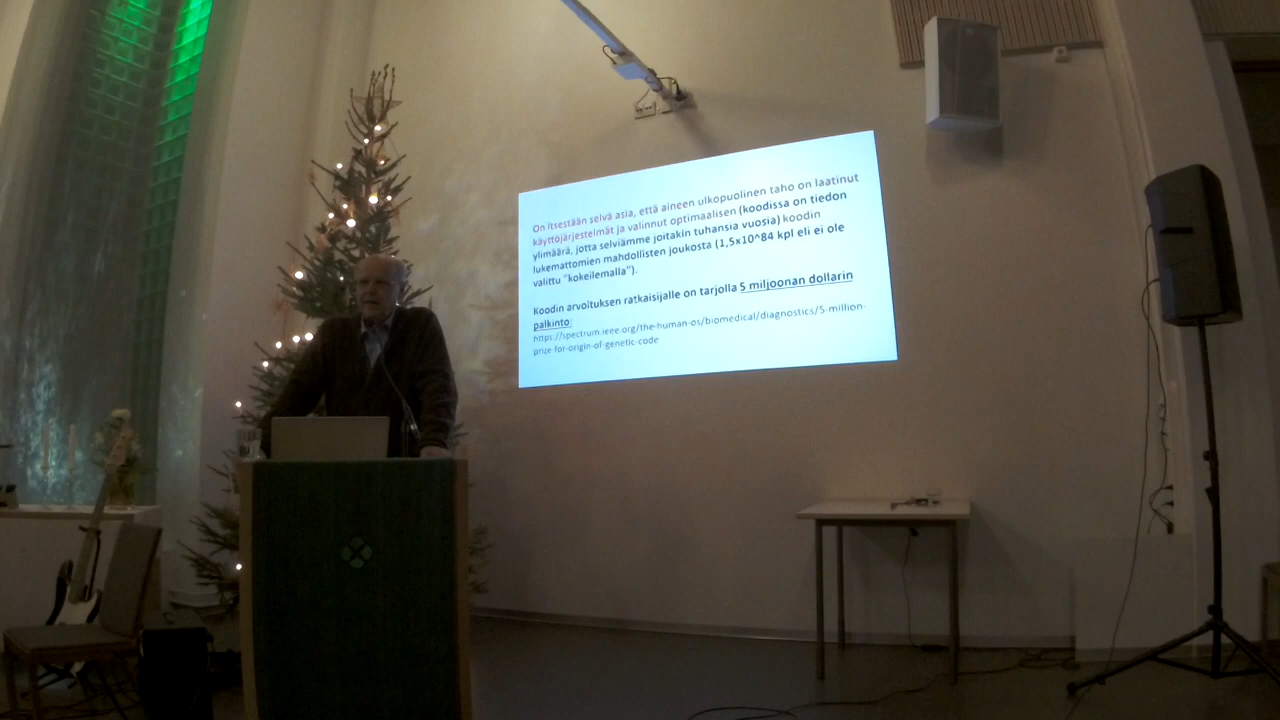 On itsestään selvä asia, että aineen ulkopuolinen taho on laatinut
käyttöjärjestelmät ja valinnut optimaalisen (koodissa on tiedon
ylimäärä, jotta selviämme joitakin tuhansia vuosia) koodin
lukemattomien mahdollisten joukosta (1,5x10^84 kpl eli ei ole
valittu "kokeilemalla").
Koodin arvoituksen ratkaisijalle on tarjolla 5 miljoonan dollarin
palkinto:
https://spectrum.ieee.org/the-human-os/biomedical/diagnostics/5-million-
prize-for-origin-of-genetic-code